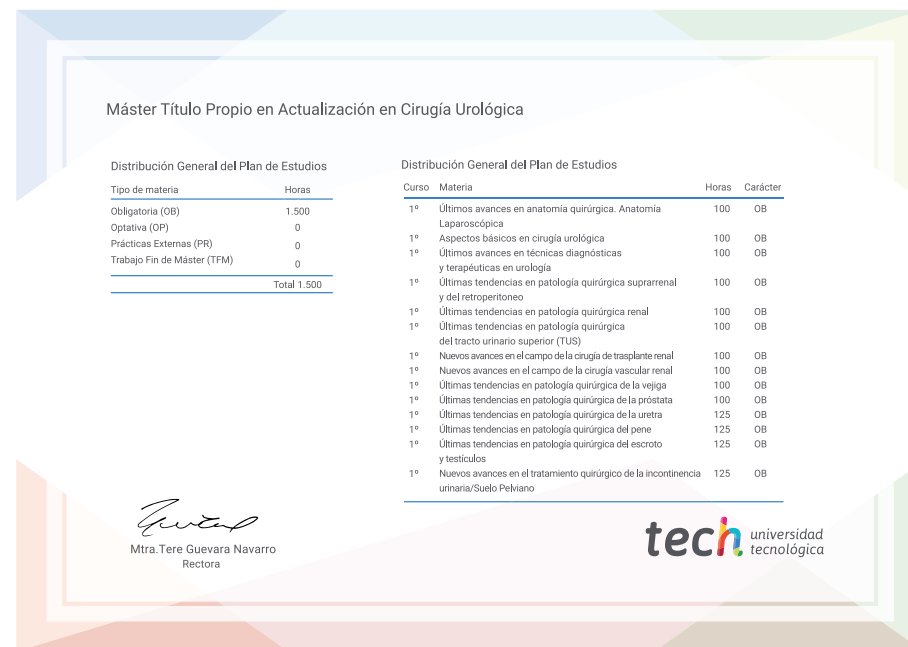 Máster Título Propio en Actualización en Cirugía Urológica
Distribución General del Plan de Estudios
Tipo de materia Horas
Obligatoria (OB) 1.500
Optativa (OP) 0
Prácticas Externas (PR) 0
Trabajo Fin de Máster (TFM) 0
Total 1.500
Distribución General del Plan de Estudios
Curso Materia Horas Carácter
1º Últimos avances en anatomía quirúrgica. Anatomía 100 OB
Laparoscópica
1º Aspectos básicos en cirugía urológica 100 OB
1º Últimos avances en técnicas diagnósticas 100 OB
y terapéuticas en urología
1º Últimas tendencias en patología quirúrgica suprarrenal 100 OB
y del retroperitoneo
1º Últimas tendencias en patología quirúrgica renal 100 OB
1º Últimas tendencias en patología quirúrgica 100 OB
del tracto urinario superior (TUS)
1º Nuevos avances en el campo de la cirugía de trasplante renal 100 OB
1º Nuevos avances en el campo de la cirugía vascular renal 100 OB
1º Últimas tendencias en patología quirúrgica de la vejiga 100 OB
1º Últimas tendencias en patología quirúrgica de la próstata 100 OB
1º Últimas tendencias en patología quirúrgica de la uretra 125 OB
1º Últimas tendencias en patología quirúrgica del pene 125 OB
1º Últimas tendencias en patología quirúrgica del escroto 125 OB
y testículos
1º Nuevos avances en el tratamiento quirúrgico de la incontinencia 125 OB
urinaria/Suelo Pelviano
Mtra.Tere Guevara Navarro
Rectora
tech universidad
tecnológica